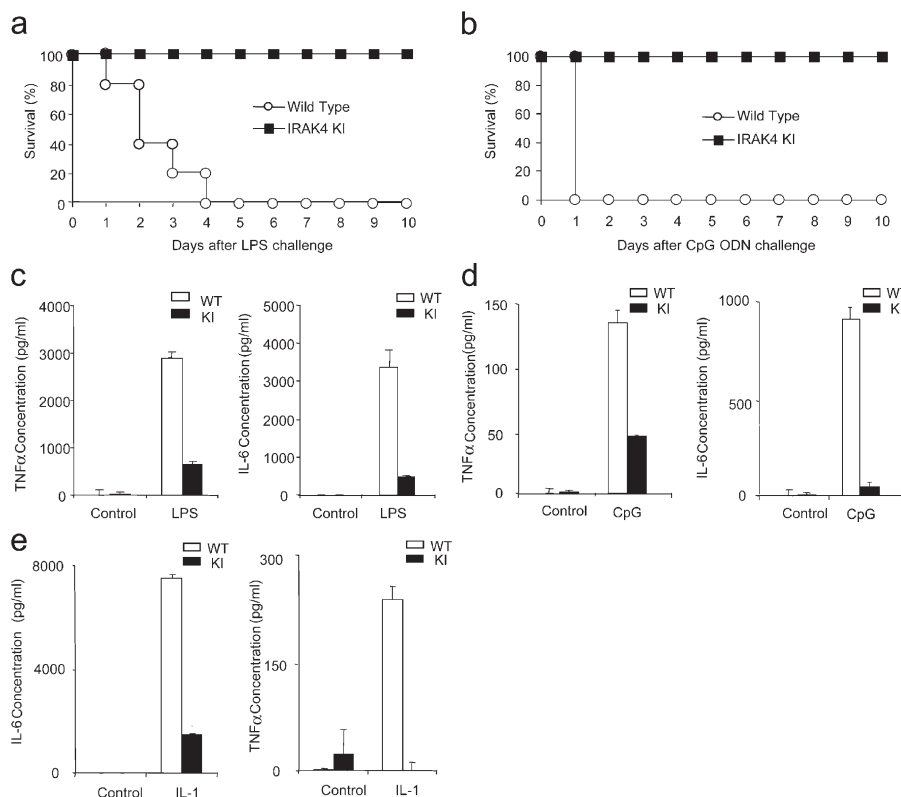 a
100
80
60
40
20
0
Survival (%)
Wild Type
IRAK4 KI
0 1 2 3 4 5 6 7 8 9 10
Days after LPS challenge
b
100
80
60
40
20
0
Survival (%)
Wild Type
IRAK4 KI
0 1 2 3 4 5 6 7 8 9 10
Days after CpG ODN challenge
c
WT
KI
4000
3000
2000
1000
0
TNFα Concentration (pg/ml)
Control LPS
WT
KI
5000
4000
3000
2000
1000
0
IL-6 Concentration (pg/ml)
Control LPS
d
WT
KI
150
100
50
0
TNFα Concentration(pg/ml)
Control CpG
WT
K
1000
500
0
IL-6Concentration (pg/ml)
Control CpG
e
WT
KI
8000
4000
0
IL-6 Concentration (pg/ml)
Control IL-1
WT
KI
300
150
0
TNFα Concentration (pg/ml)
Control IL-1